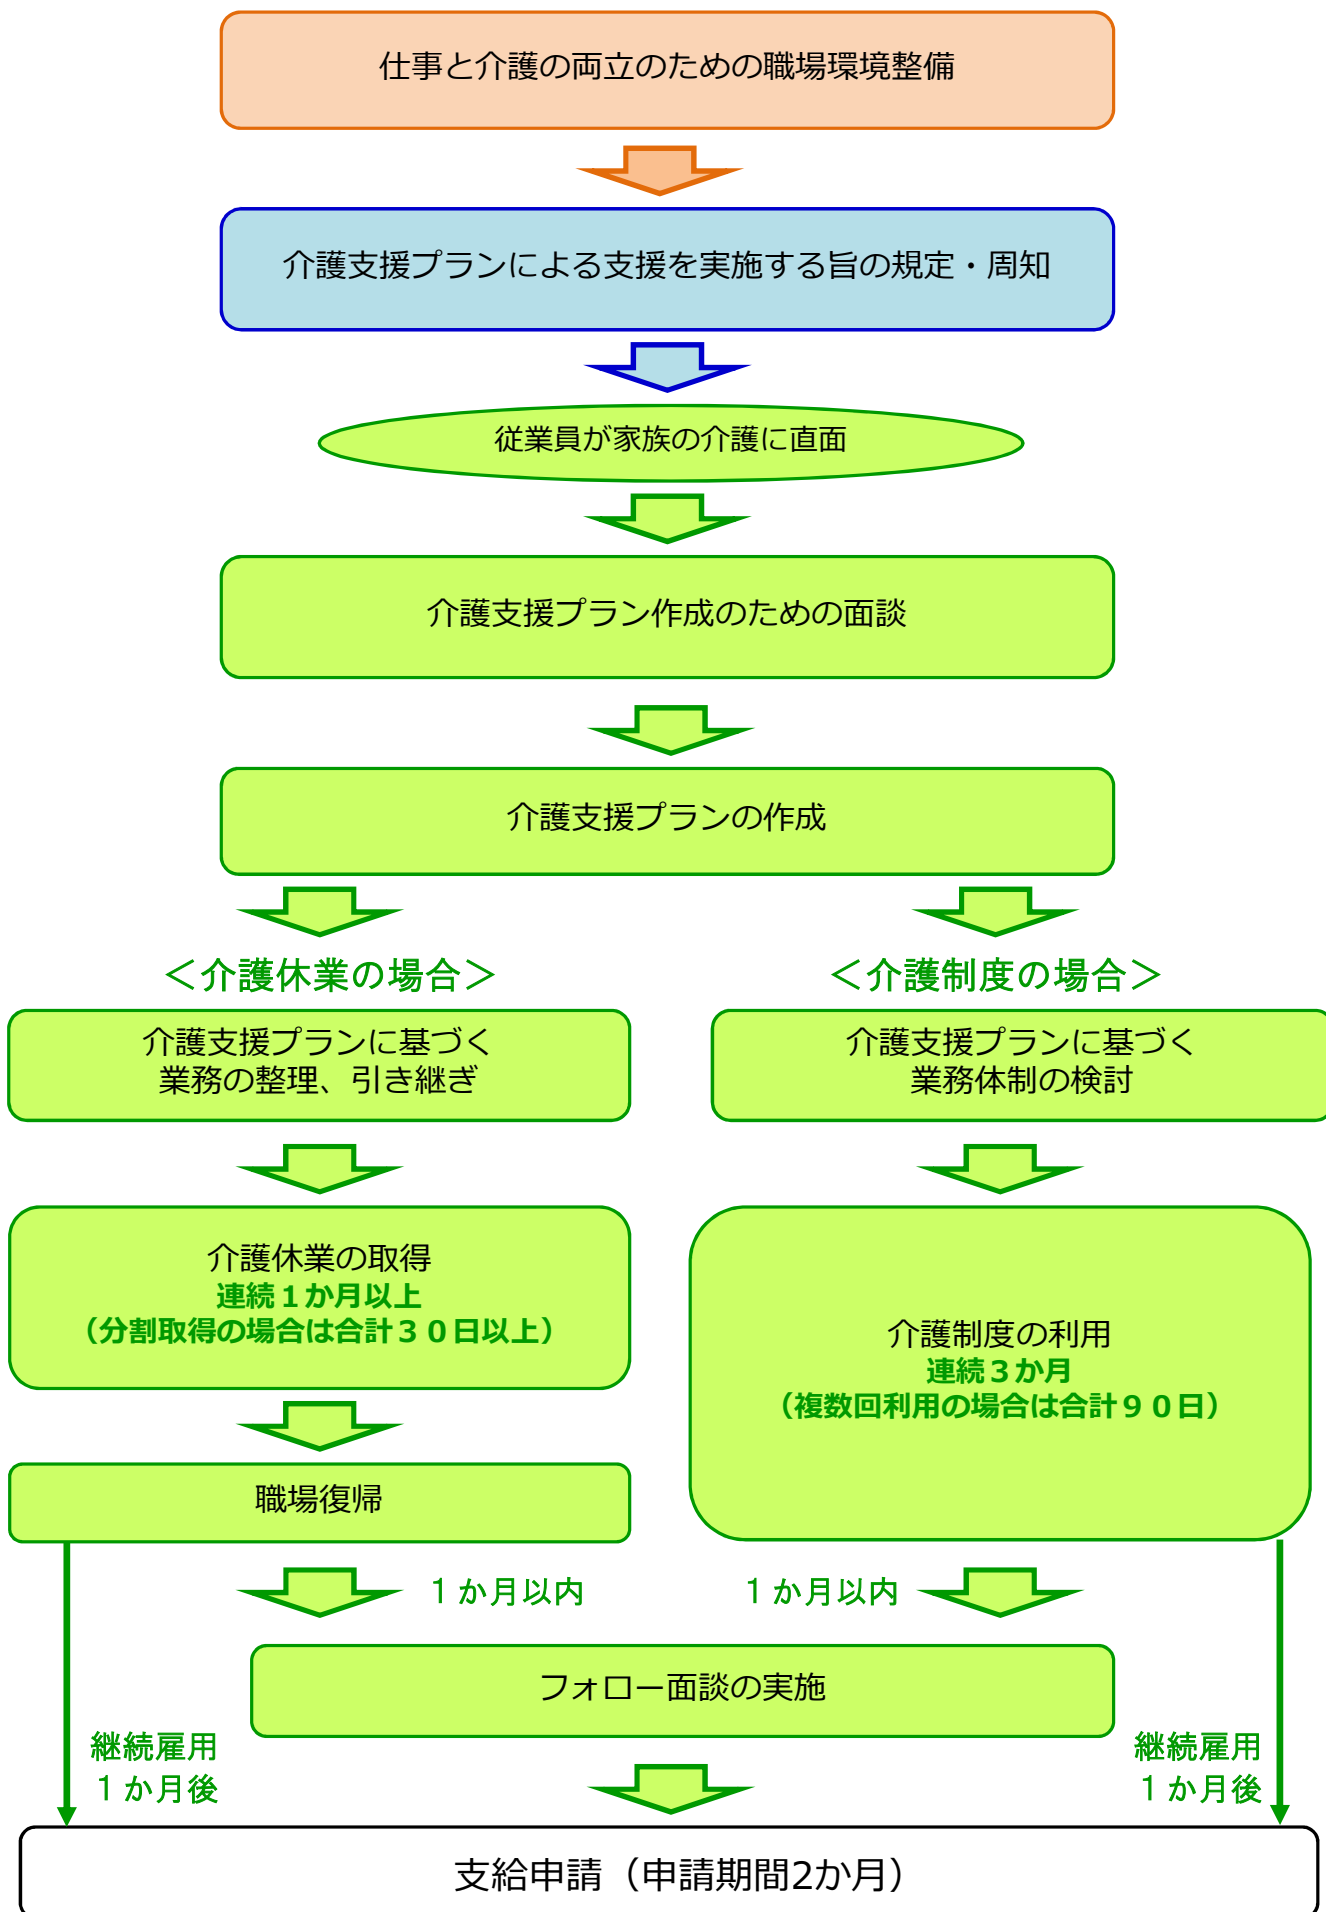 仕事と介護の両立のための職場環境整備
介護支援プランによる支援を実施する旨の規定・周知
従業員が家族の介護に直面
介護支援プラン作成のための面談
介護支援プランの作成
＜介護休業の場合＞
介護支援プランに基づく
業務の整理、引き継ぎ
介護休業の取得
連続１か月以上
（分割取得の場合は合計３０日以上）
職場復帰
１か月以内
継続雇用
１か月後
＜介護制度の場合＞
介護支援プランに基づく
業務体制の検討
介護制度の利用
連続３か月
（複数回利用の場合は合計９０日）
１か月以内
継続雇用
１か月後
フォロー面談の実施
支給申請（申請期間2か月）